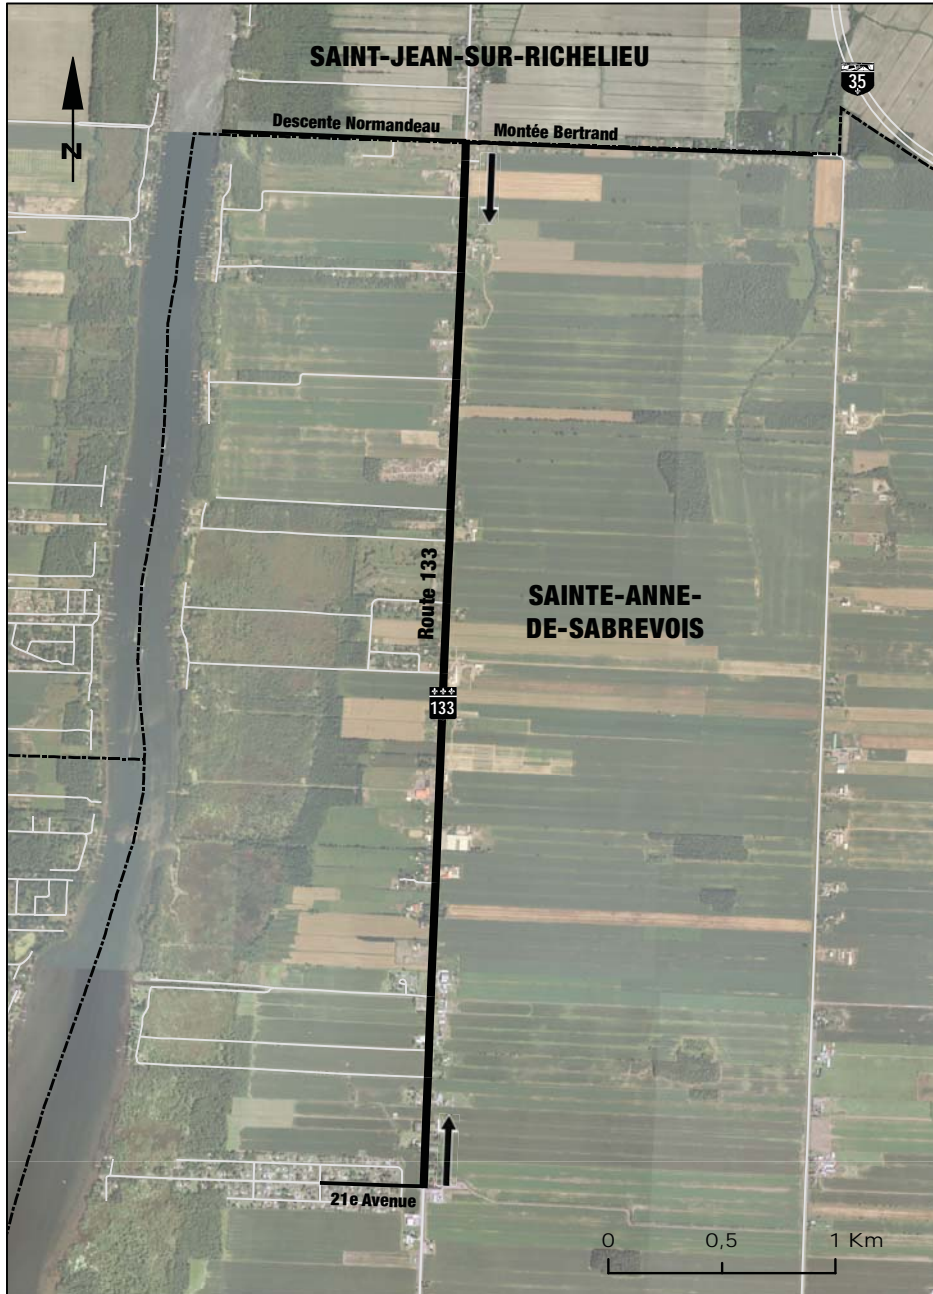 SAINT-JEAN-SUR-RICHELIEU
35
Descente Normandeau
Montée Bertrand
N
Route 133
SAINTE-ANNE-
DE-SABREVOIS
133
21e Avenue
0 0,5 1 Km